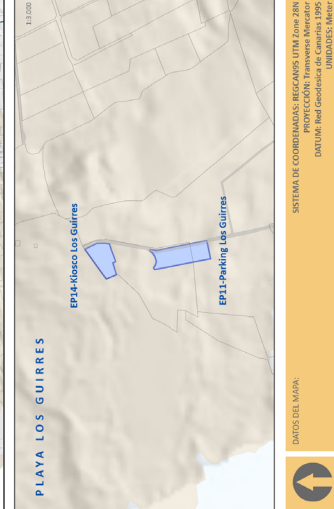 1:3.000
PLAYA LOS GUIRRES
EP14-Kiosco Los Guirres
EP11-Parking Los Guirres
DATOS DEL MAPA:
SISTEMA DE COORDENADAS: REGCAN95 UTM Zone 28N
PROYECCIÓN: Transverse Mercator
DATUM: Red Geodesica de Canarias 1995
UNIDADES: Meter